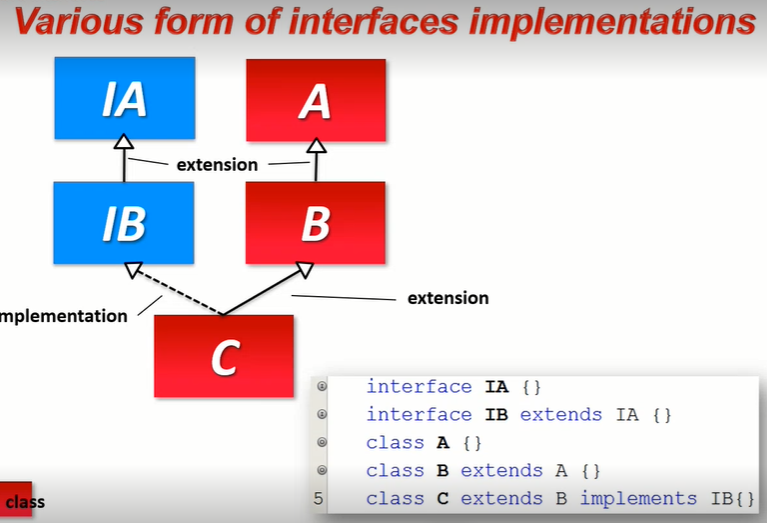 Various form of interfaces implementations
IA
A
extension
IB
B
mplementation
extension
C
interface IA {}
interface IB extends IA {}
class A {}
class B extends A {}
5 class C extends B implements IB{}
class